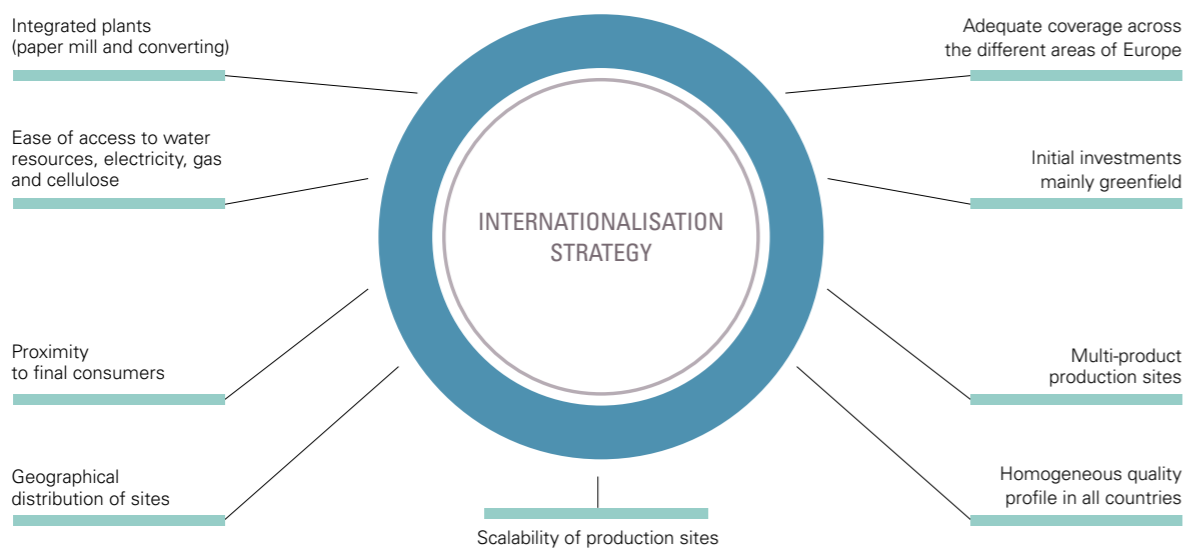 Integrated plants
(paper mill and converting)
Ease of access to water
resources, electricity, gas
and cellulose
Proximity
to final consumers
Geographical
distribution of sites
INTERNATIONALISATION
STRATEGY
Scalability of production sites
Adequate coverage across
the different areas of Europe
Initial investments
mainly greenfield
Multi-product
production sites
Homogeneous quality
profile in all countries